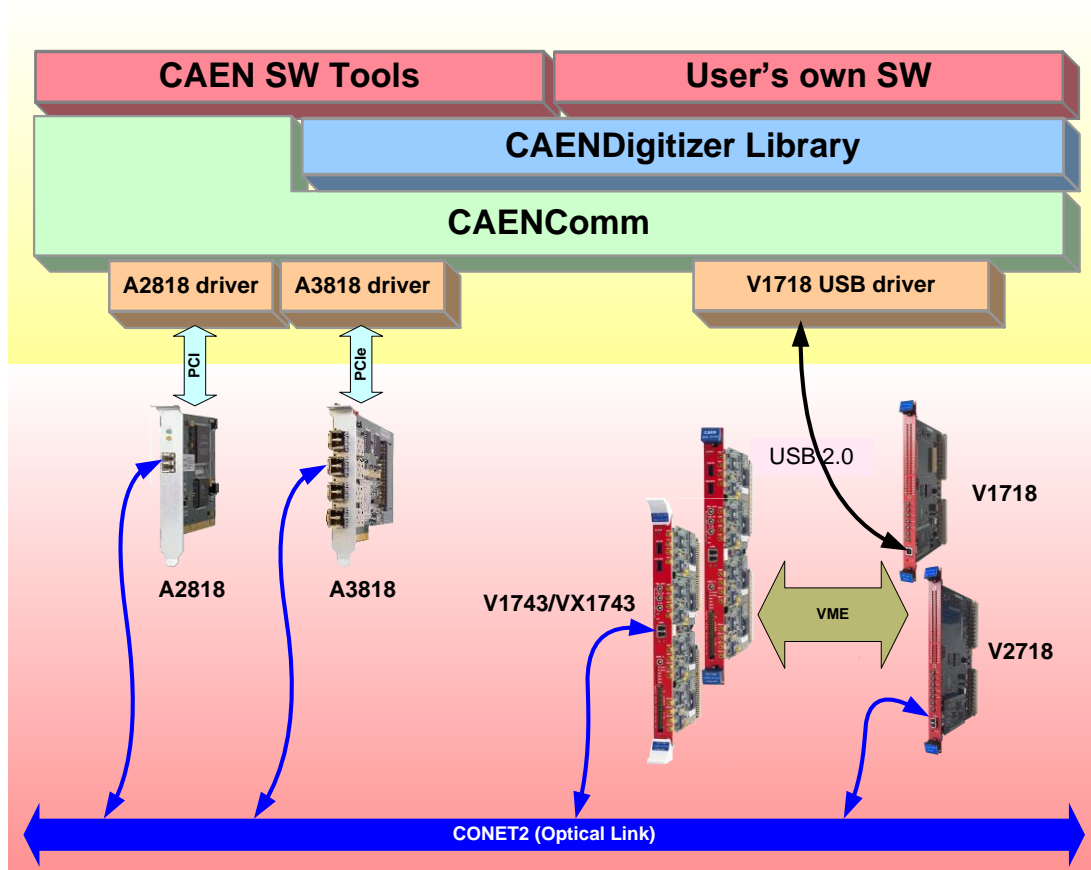 CAEN SW Tools
User's own SW
CAENDigitizer Library
CAENComm
A2818 driver
A3818 driver
V1718 USB driver
PCI
PCIe
USB 2.0
V1718
A2818
A3818
V1743/VX1743
VME
V2718
CONET2 (Optical Link)